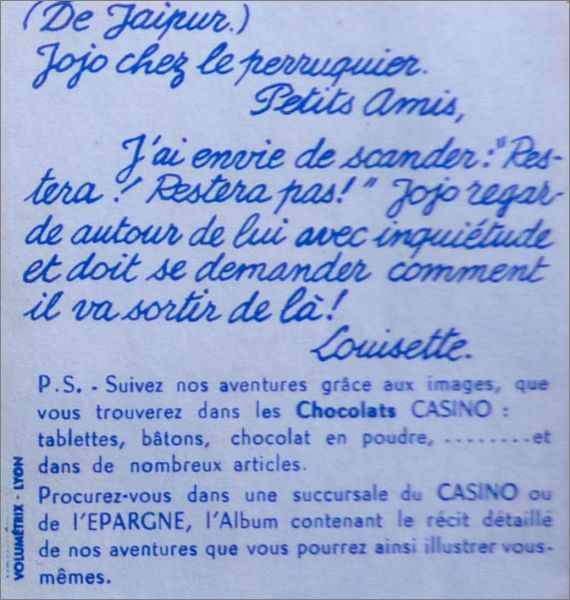 (De Jaipur.)
Jojo chez le perruquier.
Petits Amis,
J'ai envie de scander : "Res-
tera ! Restera pas ! " Jojo regar-
de autour de lui avec inquiétude
et doit se demander comment
il va sortir de là !
Louisette.
P.S. - Suivez nos aventures grâce aux images, que
vous trouverez dans les Chocolats CASINO :
tablettes, bâtons, chocolat en poudre, ........et
dans de nombreux articles.
Procurez-vous dans une succursale du CASINO ou
de l'EPARGNE, l'Album contenant le récit détaillé
de nos aventures que vous pourrez ainsi illustrer vous-
mêmes.
VOLUMÉTRIX - LYON